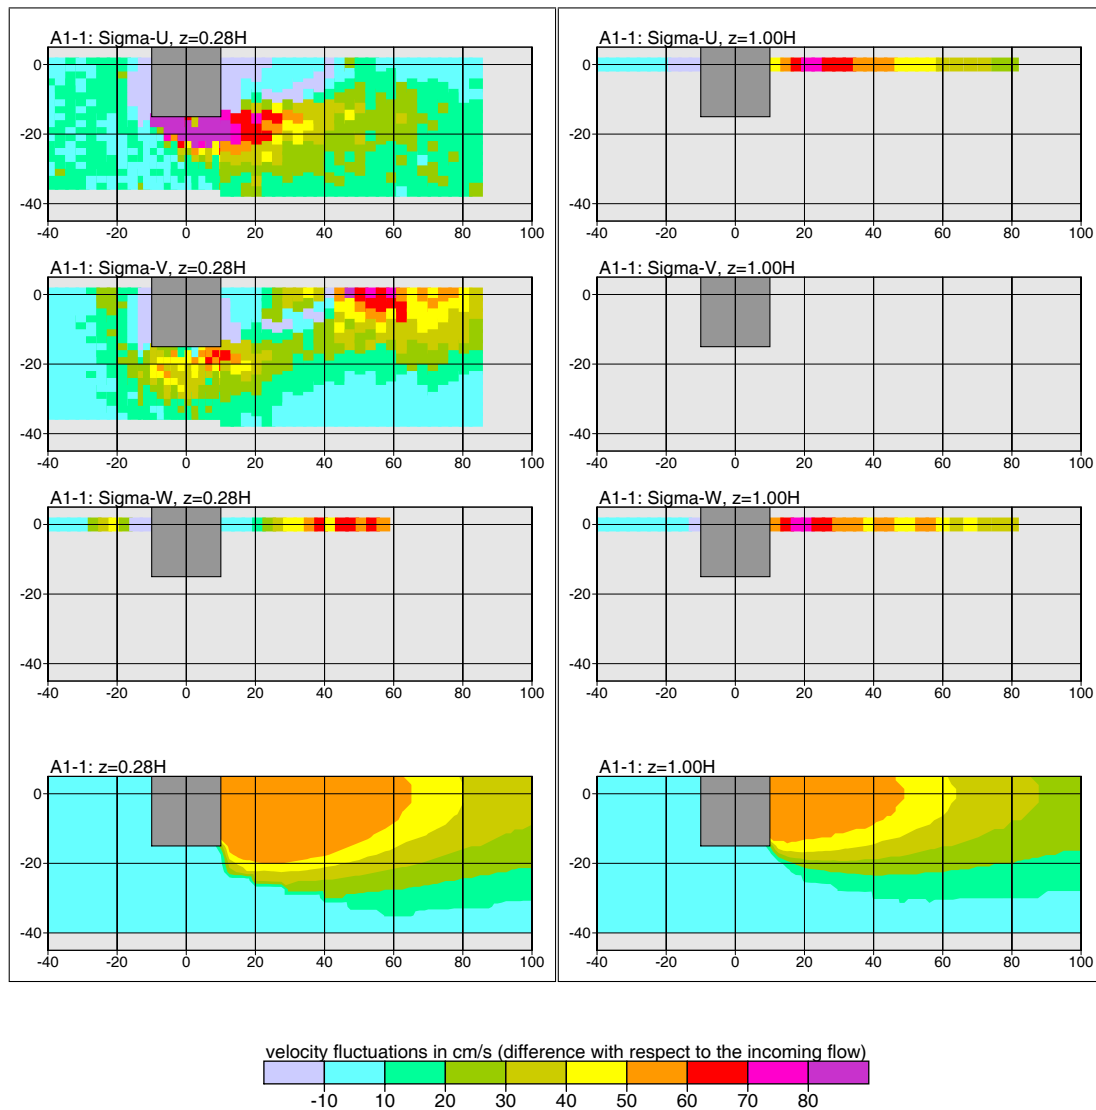 A1-1: Sigma-U, z=0.28H
0
-20
-40
-40 -20 0 20 40 60 80 100
A1-1: Sigma-V, z=0.28H
0
-20
-40
-40 -20 0 20 40 60 80 100
A1-1: Sigma-W, z=0.28H
0
-20
-40
-40 -20 0 20 40 60 80 100
A1-1: z=0.28H
0
-20
-40
-40 -20 0 20 40 60 80 100
A1-1: Sigma-U, z=1.00H
0
-20
-40
-40 -20 0 20 40 60 80 100
A1-1: Sigma-V, z=1.00H
0
-20
-40
-40 -20 0 20 40 60 80 100
A1-1: Sigma-W, z=1.00H
0
-20
-40
-40 -20 0 20 40 60 80 100
A1-1: z=1.00H
0
-20
-40
-40 -20 0 20 40 60 80 100
velocity fluctuations in cm/s (difference with respect to the incoming flow)
-10 10 20 30 40 50 60 70 80